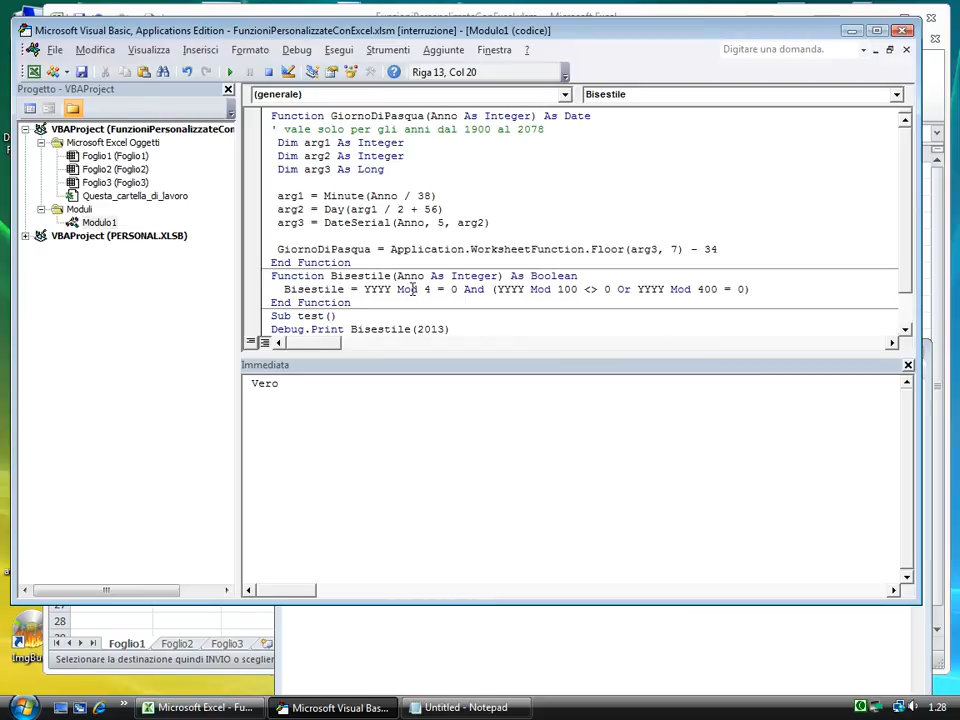 Microsoft Visual Basic, Applications Edition - FunzioniPersonalizzateConExcel.xlsm [interruzione] - [Modulo1 (codice)]
File Modifica Visualizza Inserisci Formato Debug Esegui Strumenti Aggiunte Finestra ? Digitare una domanda.
Riga 13, Col 20
Progetto - VBAProject
(generale) Bisestile
VBAProject (FunzioniPersonalizzateCon
Microsoft Excel Oggetti
Foglio1 (Foglio1)
Foglio2 (Foglio2)
Foglio3 (Foglio3)
Questa_cartella_di_lavoro
Moduli
Modulo1
VBAProject (PERSONAL.XLSB)
Function GiornoDiPasqua(Anno As Integer) As Date
' vale solo per gli anni dal 1900 al 2078
Dim arg1 As Integer
Dim arg2 As Integer
Dim arg3 As Long
arg1 = Minute(Anno / 38)
arg2 = Day(arg1 / 2 + 56)
arg3 = DateSerial(Anno, 5, arg2)
GiornoDiPasqua = Application.WorksheetFunction.Floor(arg3, 7) - 34
End Function
Function Bisestile(Anno As Integer) As Boolean
Bisestile = YYYY Mod 4 = 0 And (YYYY Mod 100 <> 0 Or YYYY Mod 400 = 0)
End Function
Sub test()
Debug.Print Bisestile(2013)
Immediata
Vero
28
Foglio1 Foglio2 Foglio3
Selezionare la destinazione quindi INVIO o sceglier
ImgBu
Microsoft Excel - Fu... Microsoft Visual Bas... Untitled - Notepad 1.28